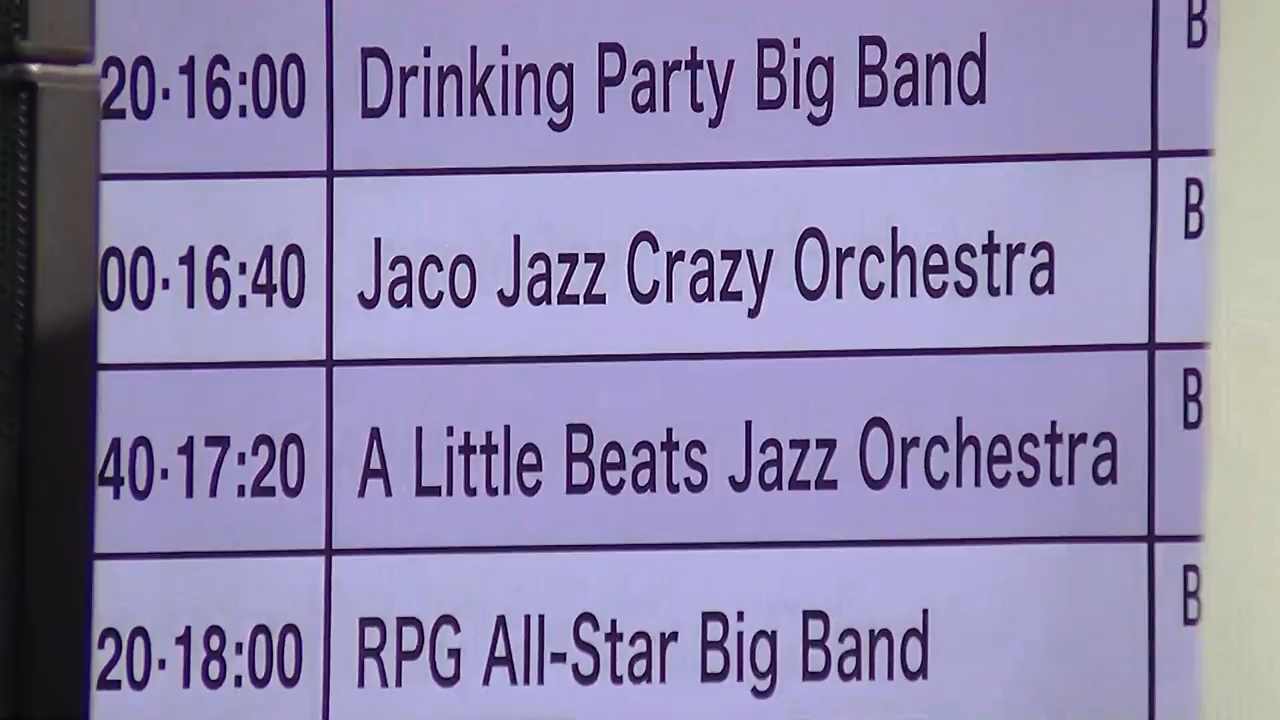 20·16:00 Drinking Party Big Band B
00·16:40 Jaco Jazz Crazy Orchestra B
40·17:20 A Little Beats Jazz Orchestra B
20·18:00 RPG All-Star Big Band B